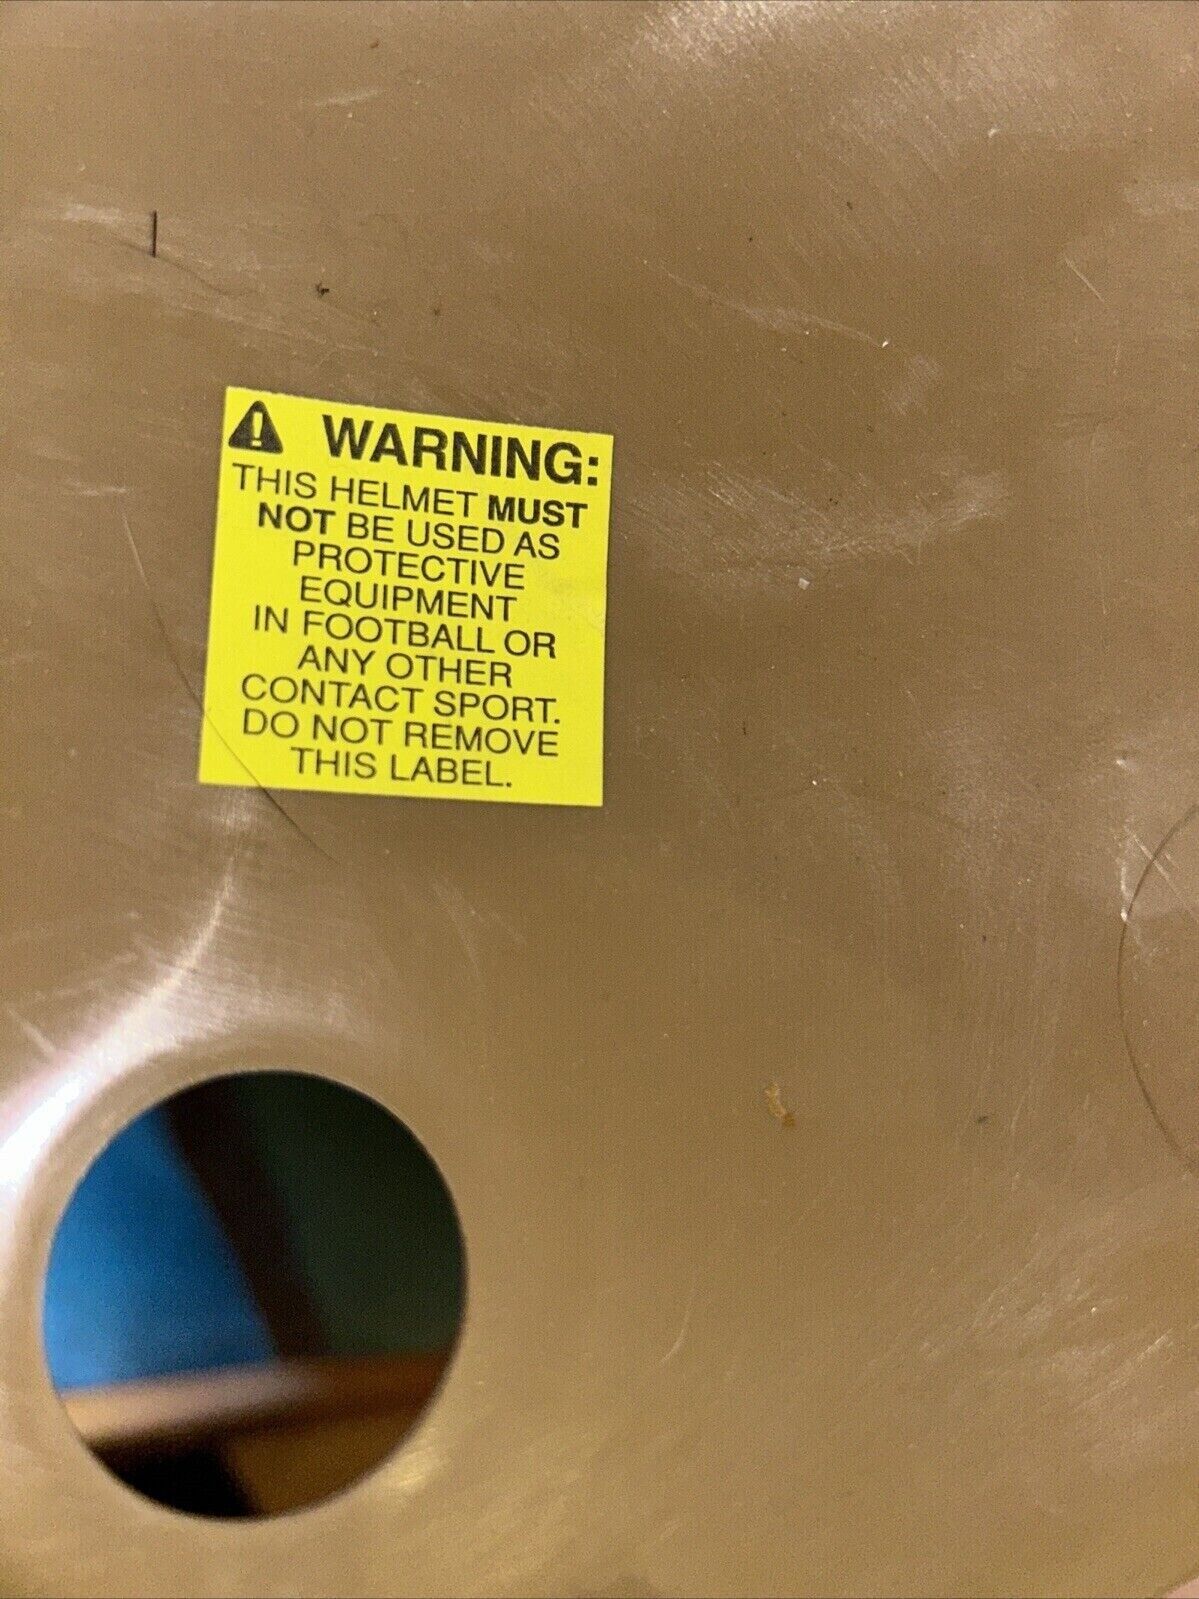 WARNING:
THIS HELMET MUST
NOT BE USED AS
PROTECTIVE
EQUIPMENT
IN FOOTBALL OR
ANY OTHER
CONTACT SPORT.
DO NOT REMOVE
THIS LABEL.